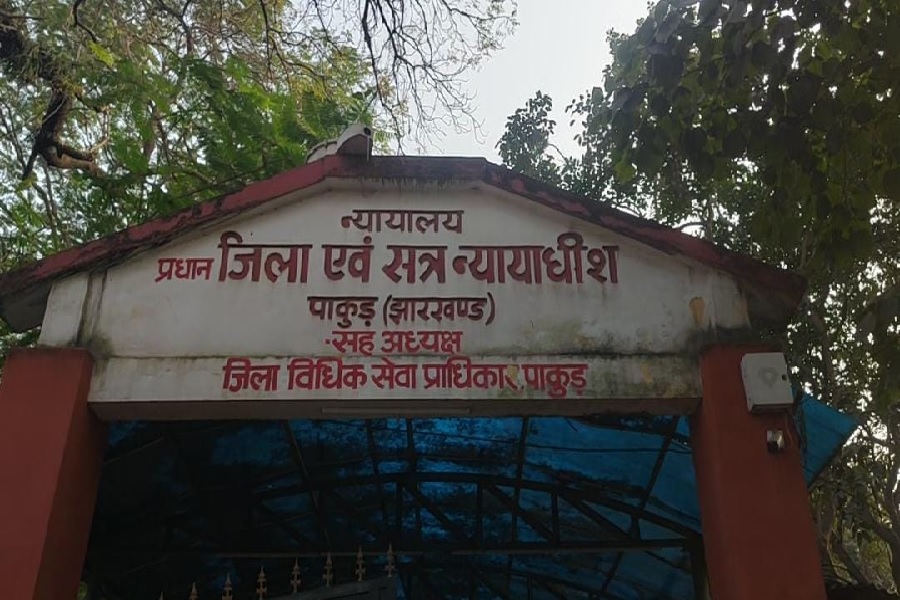 न्यायालय
प्रधान जिला एवं सत्र न्यायाधीश
पाकुड़ (झारखण्ड)
सह अध्यक्ष
जिला विधिक सेवा प्राधिकार, पाकुड़